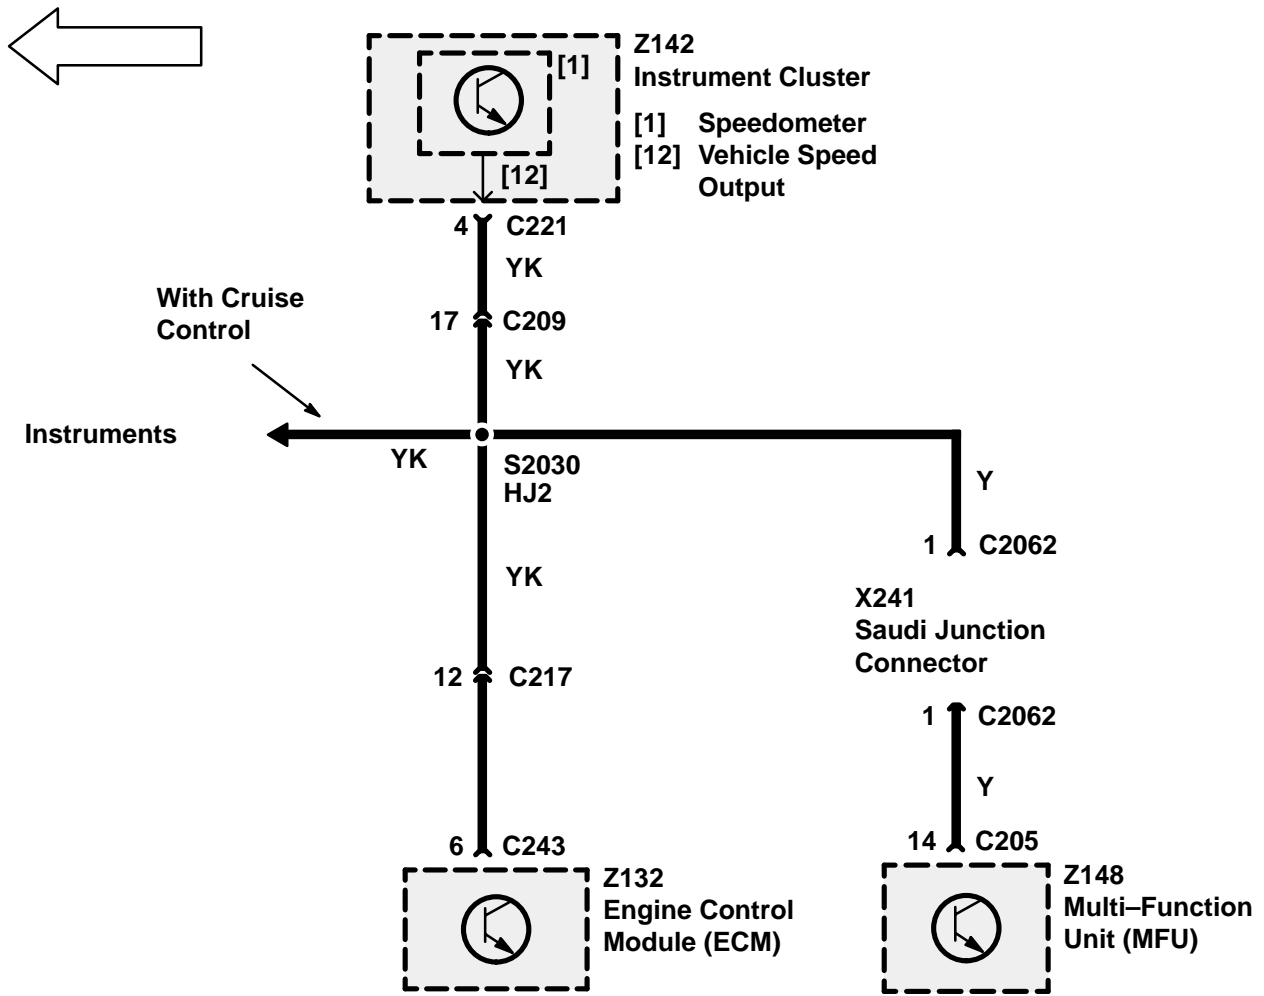 [1]
Z142
Instrument Cluster
[1] Speedometer
[12] Vehicle Speed
Output
[12]
4 C221
YK
With Cruise
Control
17 C209
YK
Instruments
YK
S2030
HJ2
Y
1 C2062
YK
X241
Saudi Junction
Connector
12 C217
1 C2062
Y
6 C243
14 C205
Z132
Engine Control
Module (ECM)
Z148
Multi–Function
Unit (MFU)